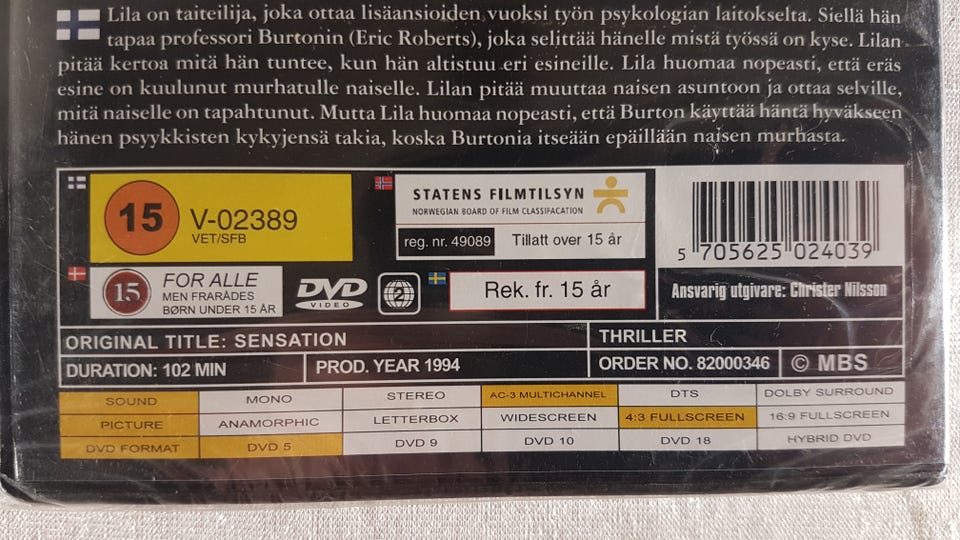 Lila on taiteilija, joka ottaa lisäansioiden vuoksi työn psykologian laitokselta. Siellä hän
tapaa professori Burtonin (Eric Roberts), joka selittää hänelle mistä työssä on kyse. Lilan
pitää kertoa mitä hän tuntee, kun hän altistuu eri esineille. Lila huomaa nopeasti, että eräs
esine on kuulunut murhatulle naiselle. Lilan pitää muuttaa naisen asuntoon ja ottaa selville,
mitä naiselle on tapahtunut. Mutta Lila huomaa nopeasti, että Burton käyttää häntä hyväkseen
hänen psyykkisten kykyjensä takia, koska Burtonia itseään epäillään naisen murhasta.
15
V-02389
VET/SFB
STATENS FILMTILSYN
NORWEGIAN BOARD OF FILM CLASSIFACATION
reg. nr. 49089 Tillatt over 15 år
5 705625 024039
15
FOR ALLE
MEN FRARÅDES
BØRN UNDER 15 ÅR
DVD
VIDEO
2
Rek. fr. 15 år
Ansvarig utgivare: Christer Nilsson
ORIGINAL TITLE: SENSATION THRILLER
DURATION: 102 MIN PROD. YEAR 1994 ORDER NO. 82000346 © MBS
SOUND MONO STEREO AC-3 MULTICHANNEL DTS DOLBY SURROUND
PICTURE ANAMORPHIC LETTERBOX WIDESCREEN 4:3 FULLSCREEN 16:9 FULLSCREEN
DVD FORMAT DVD 5 DVD 9 DVD 10 DVD 18 HYBRID DVD